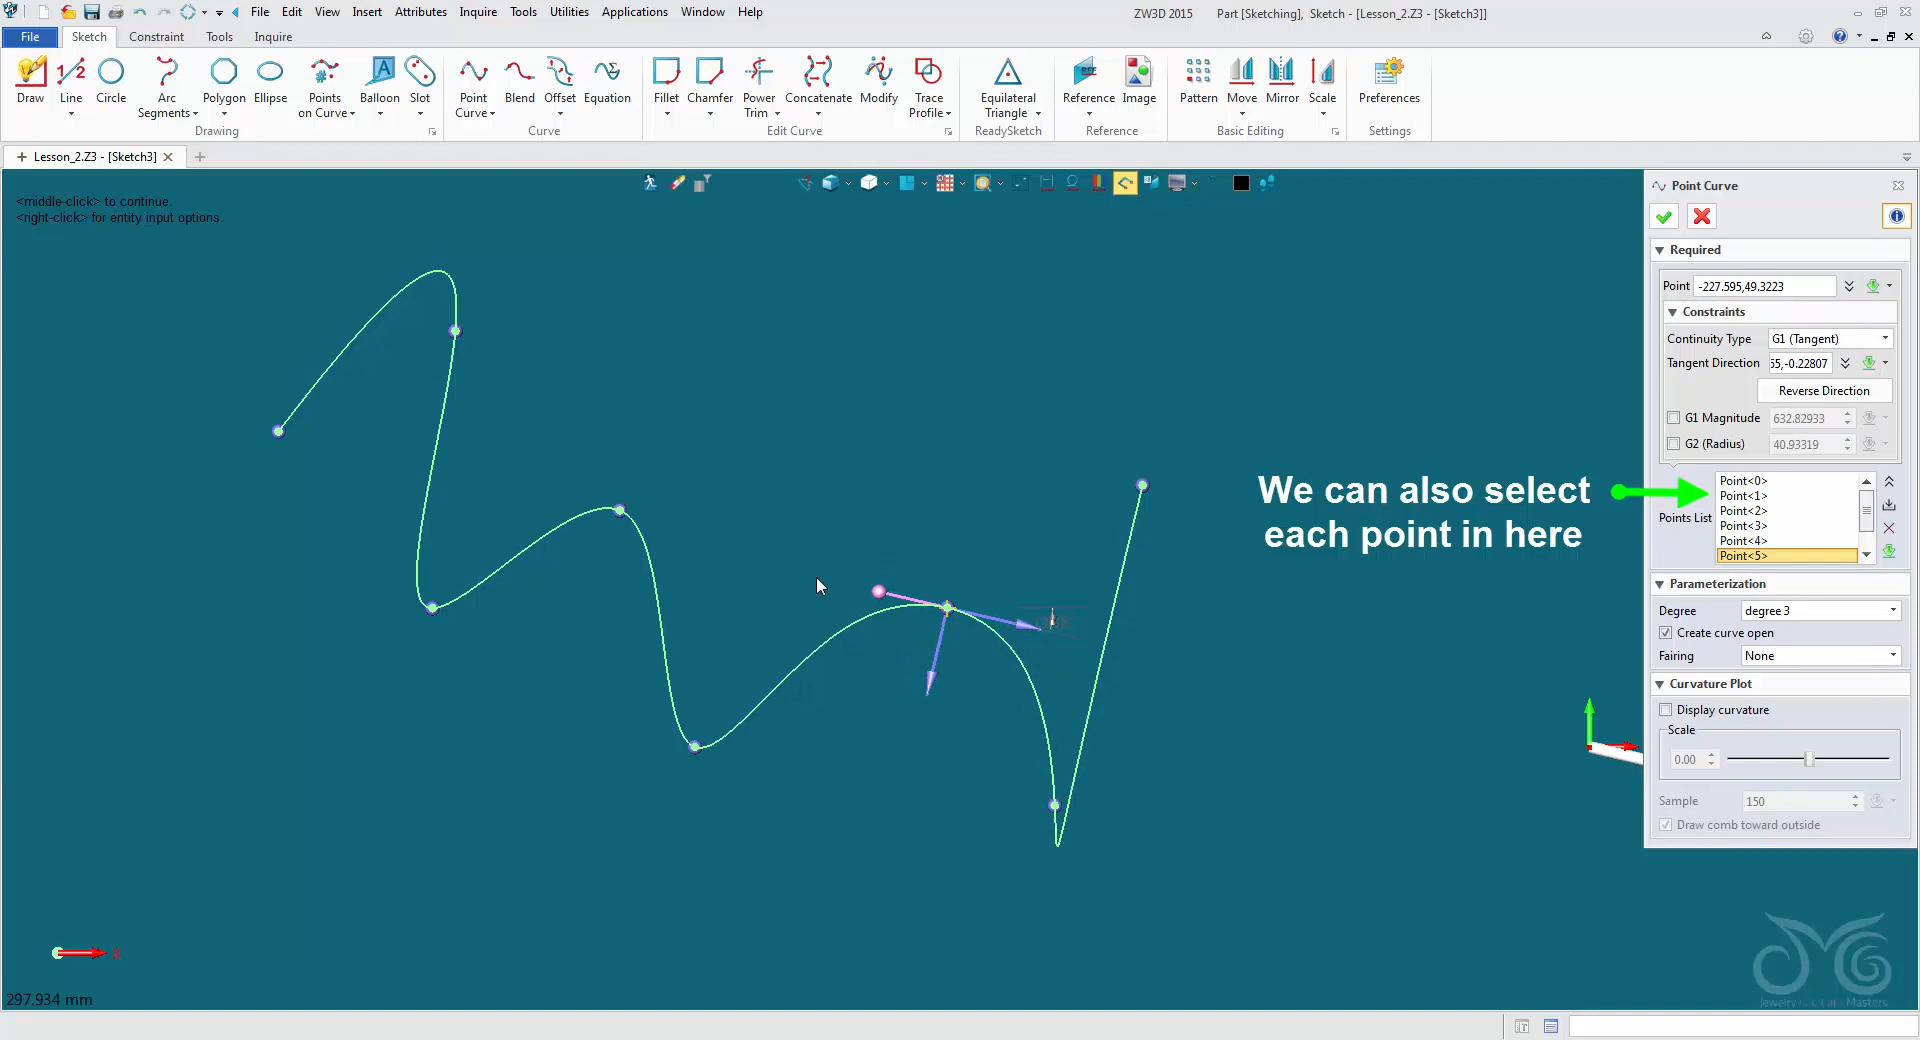 File Edit View Insert Attributes Inquire Tools Utilities Applications Window Help
ZW3D 2015 Part [Sketching], Sketch - [Lesson_2.Z3 - [Sketch3]]
File Sketch Constraint Tools Inquire
Draw Line Circle Arc Segments Polygon Points on Curve Ellipse Balloon Slot
Point Curve Blend Offset Equation
Fillet Chamfer Power Trim Concatenate Modify Trace Profile
Equilateral Triangle
REF
Reference Image
Pattern Move Mirror Scale
Preferences
Drawing Curve Edit Curve ReadySketch Reference Basic Editing Settings
Lesson_2.Z3 - [Sketch3]
<middle-click> to continue.
<right-click> for entity input options.
We can also select
each point in here
X
297.934 mm
Point Curve
Required
Point -227.595,49.3223
Constraints
Continuity Type G1 (Tangent)
Tangent Direction 55,-0.22807
Reverse Direction
G1 Magnitude 632.82933
G2 (Radius) 40.93319
Points List
Point<0>
Point<1>
Point<2>
Point<3>
Point<4>
Point<5>
Parameterization
Degree degree 3
Create curve open
Fairing None
Curvature Plot
Display curvature
Scale
0.00
Sample 150
Draw comb toward outside